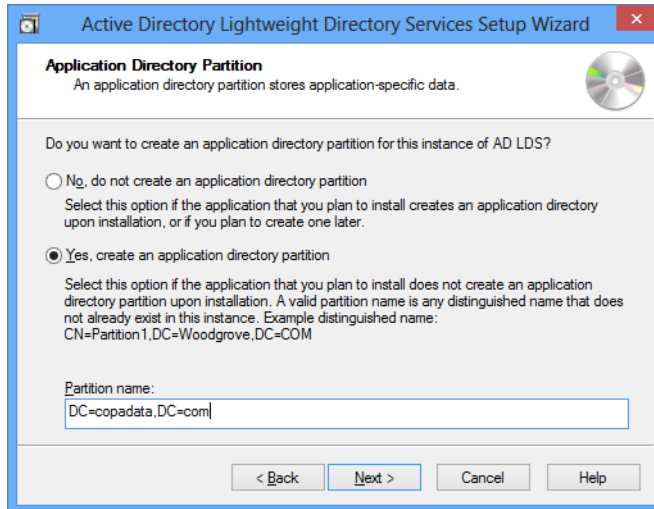 Active Directory Lightweight Directory Services Setup Wizard
Application Directory Partition
An application directory partition stores application-specific data.
Do you want to create an application directory partition for this instance of AD LDS?
No, do not create an application directory partition
Select this option if the application that you plan to install creates an application directory
upon installation, or if you plan to create one later.
Yes, create an application directory partition
Select this option if the application that you plan to install does not create an application
directory partition upon installation. A valid partition name is any distinguished name that does
not already exist in this instance. Example distinguished name:
CN=Partition1,DC=Woodgrove,DC=COM
Partition name:
DC=copadata,DC=com
< Back Next > Cancel Help